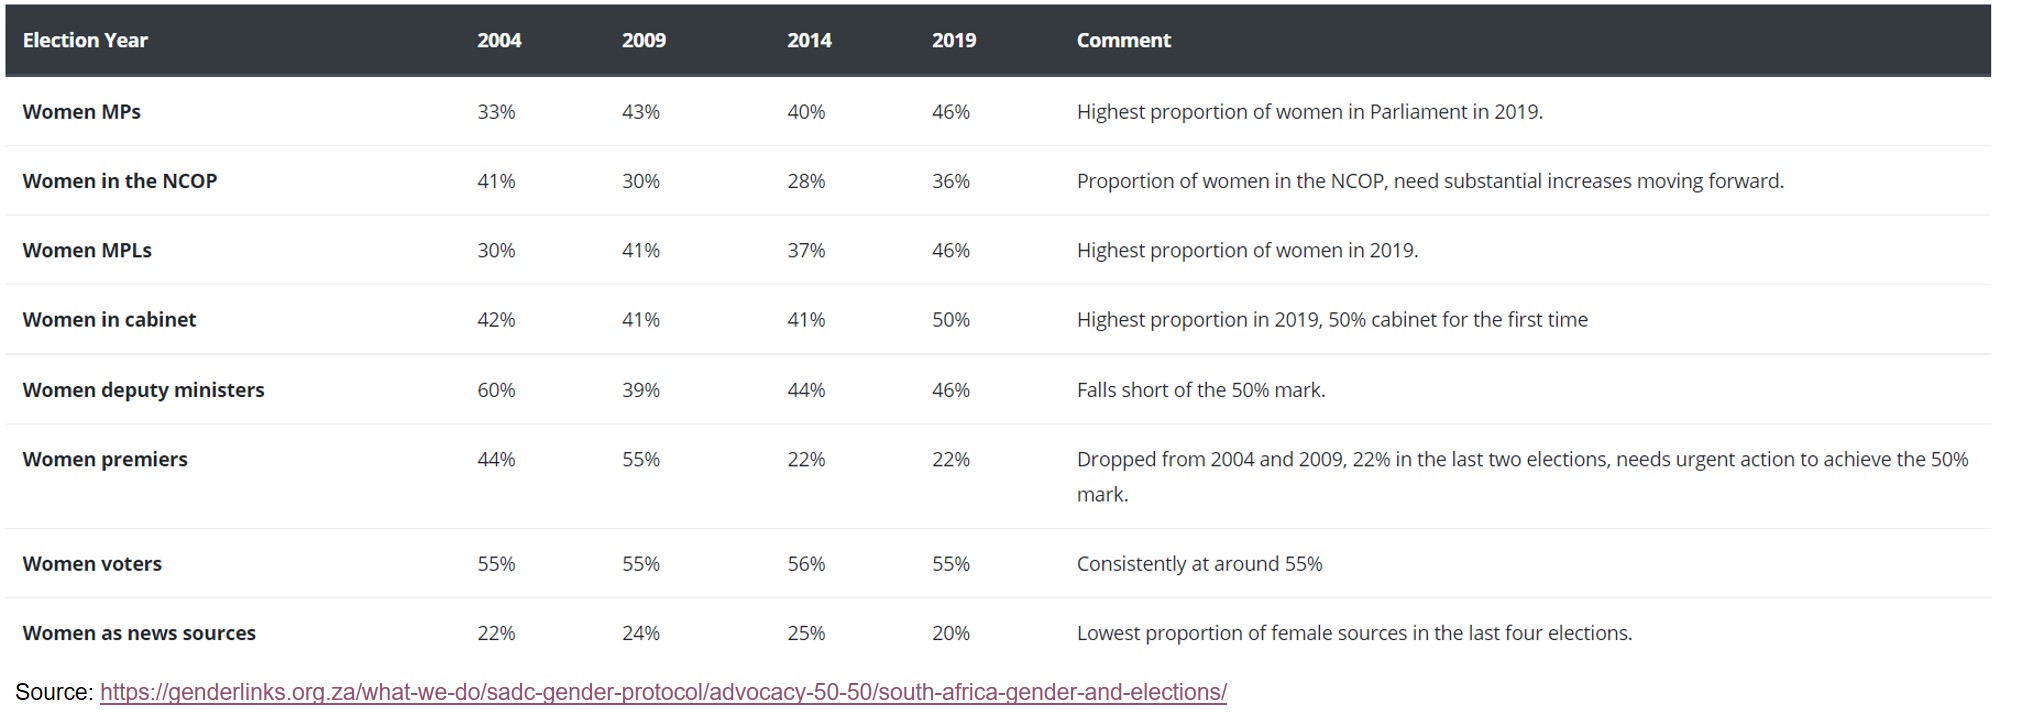 Election Year 2004 2009 2014 2019 Comment
Women MPs 33% 43% 40% 46% Highest proportion of women in Parliament in 2019.
Women in the NCOP 41% 30% 28% 36% Proportion of women in the NCOP, need substantial increases moving forward.
Women MPLs 30% 41% 37% 46% Highest proportion of women in 2019.
Women in cabinet 42% 41% 41% 50% Highest proportion in 2019, 50% cabinet for the first time
Women deputy ministers 60% 39% 44% 46% Falls short of the 50% mark.
Women premiers 44% 55% 22% 22% Dropped from 2004 and 2009, 22% in the last two elections, needs urgent action to achieve the 50%
mark.
Women voters 55% 55% 56% 55% Consistently at around 55%
Women as news sources 22% 24% 25% 20% Lowest proportion of female sources in the last four elections.
Source: https://genderlinks.org.za/what-we-do/sadc-gender-protocol/advocacy-50-50/south-africa-gender-and-elections/